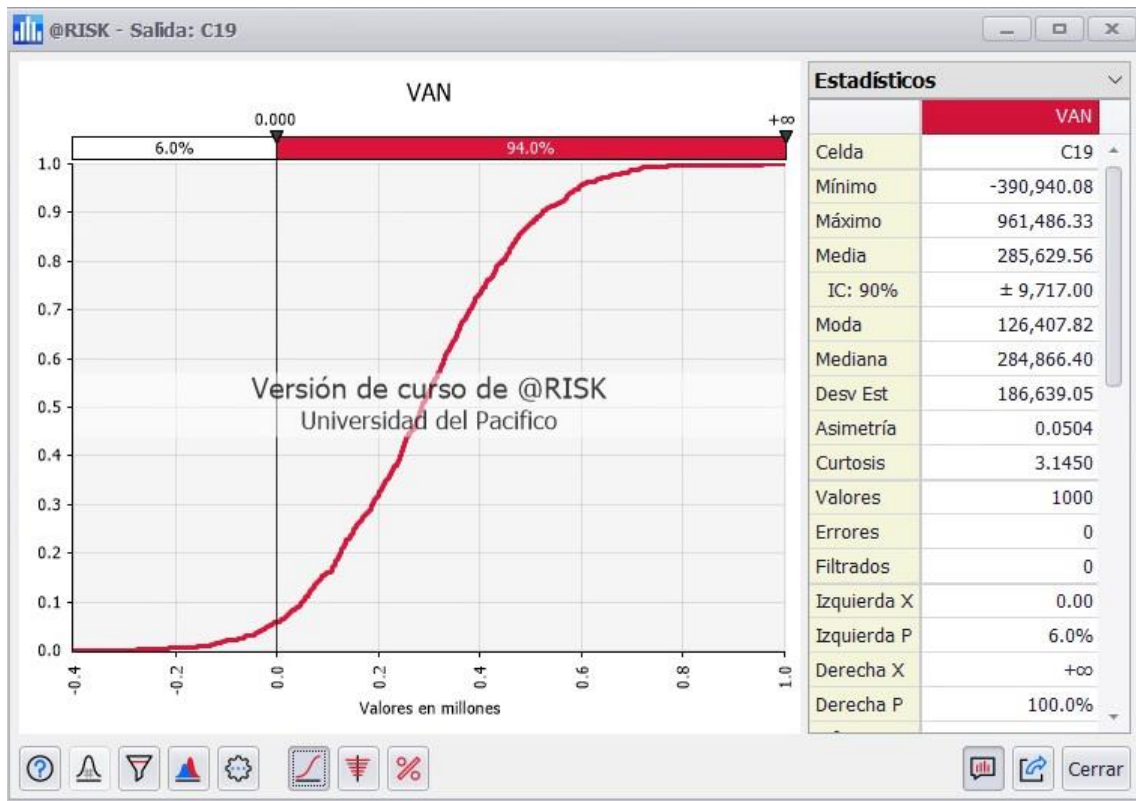 @RISK - Salida: C19
VAN
0.000 +∞
6.0% 94.0%
1.0
0.9
0.8
0.7
0.6
0.5
0.4
0.3
0.2
0.1
0.0
-0.4 -0.2 0.0 0.2 0.4 0.6 0.8 1.0
Valores en millones
Versión de curso de @RISK
Universidad del Pacifico
Estadísticos
VAN
Celda C19
Mínimo -390,940.08
Máximo 961,486.33
Media 285,629.56
IC: 90% ± 9,717.00
Moda 126,407.82
Mediana 284,866.40
Desv Est 186,639.05
Asimetría 0.0504
Curtosis 3.1450
Valores 1000
Errores 0
Filtrados 0
Izquierda X 0.00
Izquierda P 6.0%
Derecha X +∞
Derecha P 100.0%
Cerrar